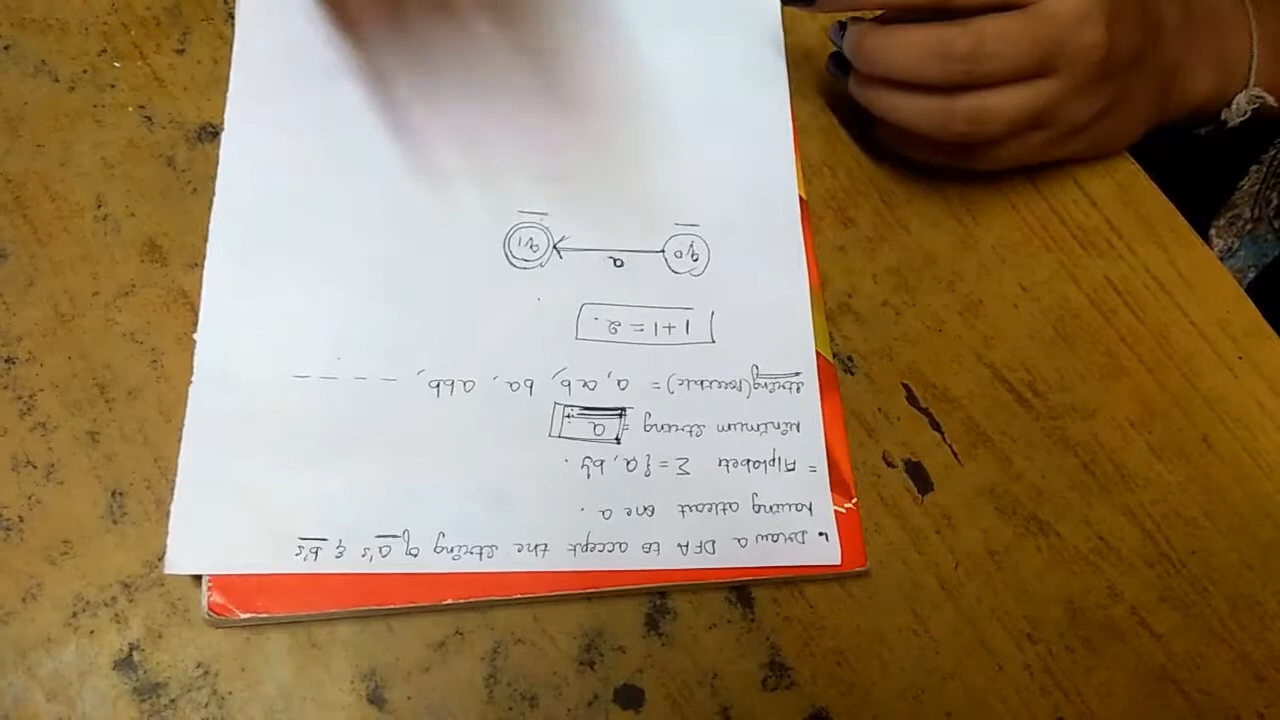 • Draw a DFA to accept the string of a's & b's
having atleast one a.
= Alphabets Σ = {a, b}.
Minimum string = a
string (Possible) = a, ab, ba, abb, ----
1+1=2.
q0 a q1